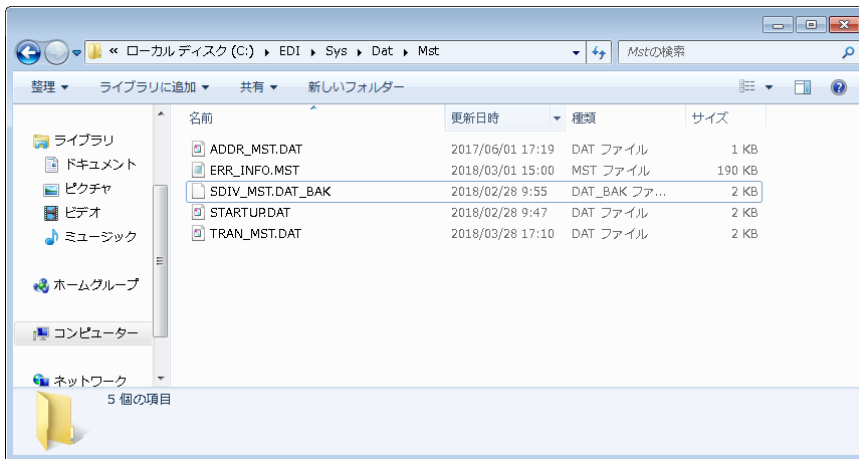 « ローカル ディスク (C:) ▸ EDI ▸ Sys ▸ Dat ▸ Mst
Mstの検索
整理 ▼ ライブラリに追加 ▼ 共有 ▼ 新しいフォルダー
名前 更新日時 種類 サイズ
ライブラリ
ドキュメント
ピクチャ
ビデオ
ミュージック
ホームグループ
コンピューター
ネットワーク
ADDR_MST.DAT 2017/06/01 17:19 DAT ファイル 1 KB
ERR_INFO.MST 2018/03/01 15:00 MST ファイル 190 KB
SDIV_MST.DAT_BAK 2018/02/28 9:55 DAT_BAK ファ... 2 KB
STARTUP.DAT 2018/02/28 9:47 DAT ファイル 2 KB
TRAN_MST.DAT 2018/03/28 17:10 DAT ファイル 2 KB
5 個の項目